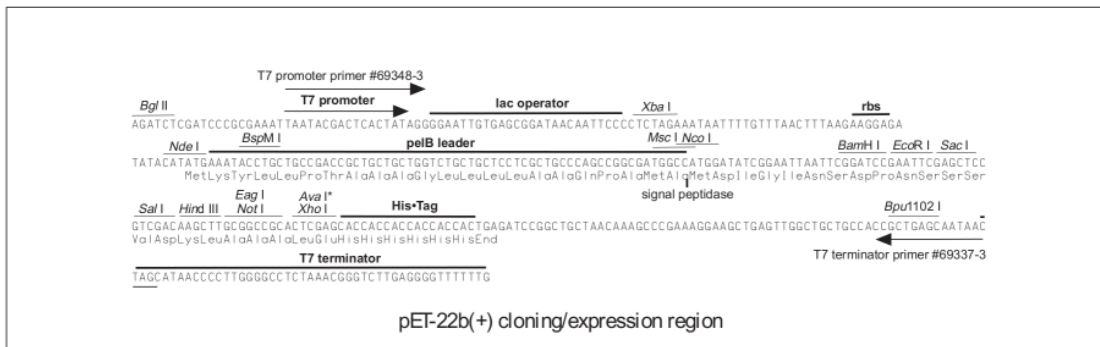 T7 promoter primer #69348-3
Bgl II T7 promoter lac operator Xba I rbs
AGATCTCGATCCCGCGAAATTAATACGACTCACTATAGGGGAATTGTGAGCGGATAACAATTCCCCTCTAGAAATAATTTTGTTTAACTTTAAGAAGGAGA
Nde I BspM I pelB leader Msc I Nco I BamH I EcoR I Sac I
TATACATATGAAATACCTGCTGCCGACCGCTGCTGCTGGTCTGCTGCTCCTCGCTGCCCAGCCGGCGATGGCCATGGATATCGGAATTAATTCGGATCCGAATTCGAGCTCC
MetLysTyrLeuLeuProThrAlaAlaAlaGlyLeuLeuLeuLeuAlaAlaGlnProAlaMetAlaMetAspIleGlyIleAsnSerAspProAsnSerSerSer
signal peptidase
Sal I Hind III Eag I Not I Ava I* Xho I His•Tag Bpu1102 I
GTCGACAAGCTTGCGGCCGCACTCGAGCACCACCACCACCACCACTGAGATCCGGCTGCTAACAAAGCCCGAAAGGAAGCTGAGTTGGCTGCTGCCACCGCTGAGCAATAAC
ValAspLysLeuAlaAlaAlaLeuGluHisHisHisHisHisHisEnd
T7 terminator primer #69337-3
T7 terminator
TAGCATAACCCCTTGGGGCCTCTAAACGGGTCTTGAGGGGTTTTTTG
pET-22b(+) cloning/expression region